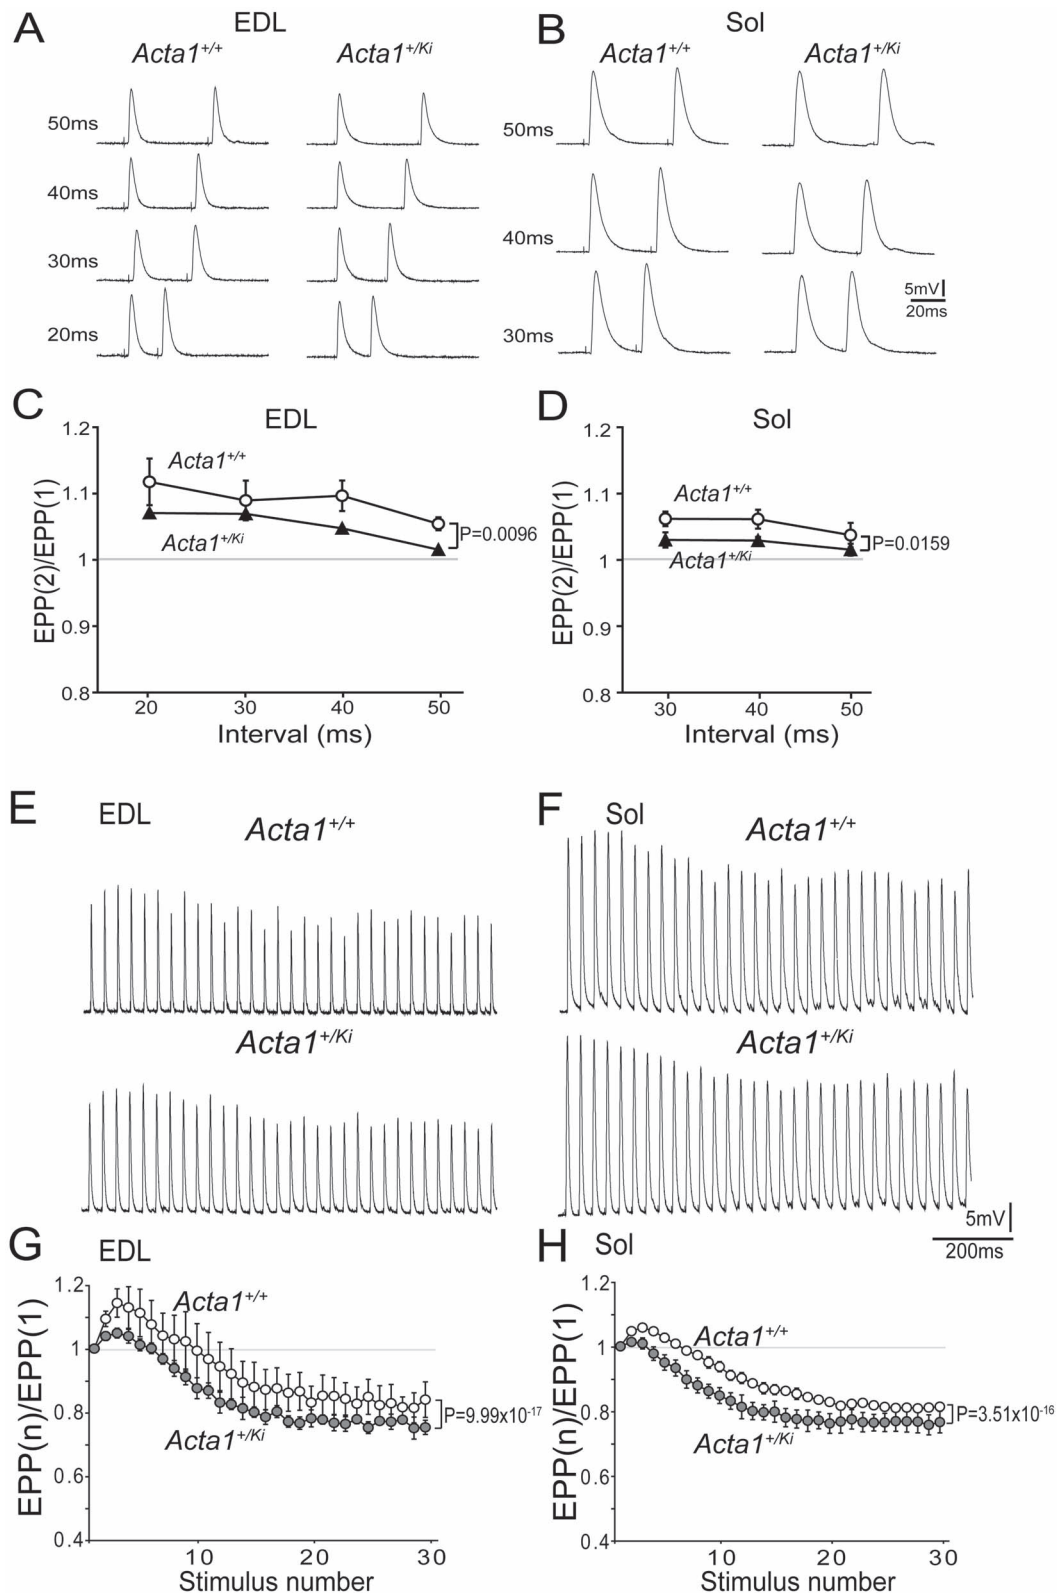 A
EDL
Acta1+/+
Acta1+/Ki
50ms
40ms
30ms
20ms
B
Sol
Acta1+/+
Acta1+/Ki
50ms
40ms
30ms
5mV
20ms
C
EDL
EPP(2)/EPP(1)
1.2
1.1
1
0.9
0.8
Acta1+/+
Acta1+/Ki
P=0.0096
20 30 40 50
Interval (ms)
D
Sol
EPP(2)/EPP(1)
1.2
1.1
1
0.9
0.8
Acta1+/+
Acta1+/Ki
P=0.0159
30 40 50
Interval (ms)
E
EDL
Acta1+/+
Acta1+/Ki
F
Sol
Acta1+/+
Acta1+/Ki
5mV
200ms
G
EDL
EPP(n)/EPP(1)
1.2
1
0.8
0.6
0.4
Acta1+/+
Acta1+/Ki
P=9.99x10-17
10 20 30
Stimulus number
H
Sol
EPP(n)/EPP(1)
1.2
1
0.8
0.6
0.4
Acta1+/+
Acta1+/Ki
P=3.51x10-16
10 20 30
Stimulus number